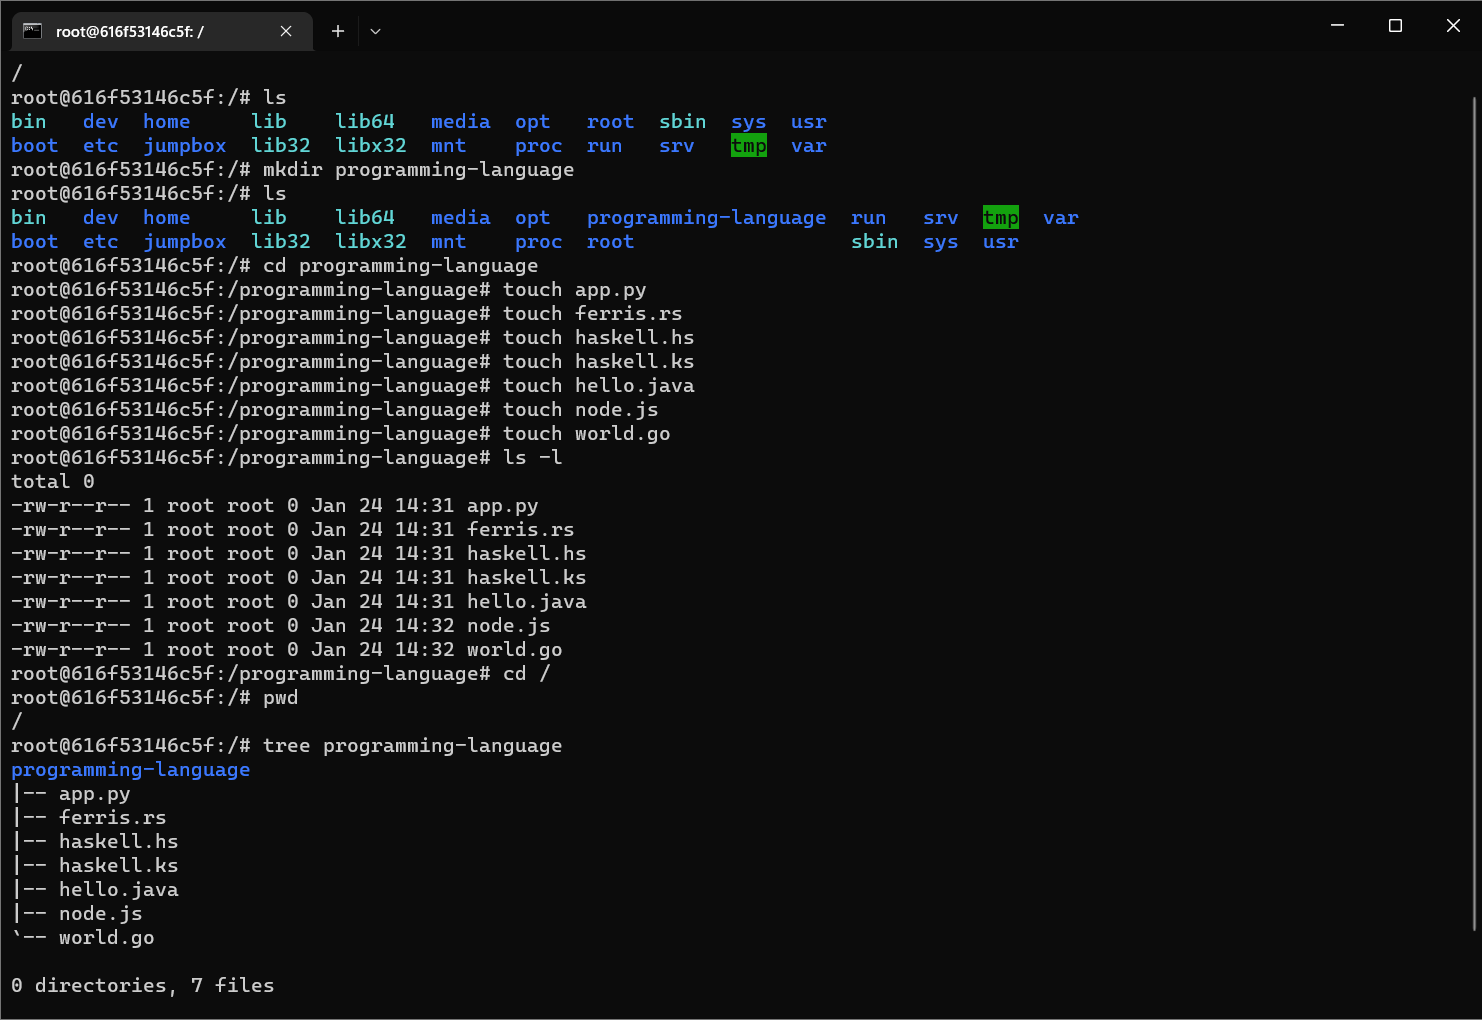 root@616f53146c5f: /
/
root@616f53146c5f:/# ls
bin   dev  home     lib    lib64   media  opt   root  sbin  sys  usr
boot  etc  jumpbox  lib32  libx32  mnt    proc  run   srv   tmp  var
root@616f53146c5f:/# mkdir programming-language
root@616f53146c5f:/# ls
bin   dev  home     lib    lib64   media  opt   programming-language  run   srv  tmp  var
boot  etc  jumpbox  lib32  libx32  mnt    proc  root                  sbin  sys  usr
root@616f53146c5f:/# cd programming-language
root@616f53146c5f:/programming-language# touch app.py
root@616f53146c5f:/programming-language# touch ferris.rs
root@616f53146c5f:/programming-language# touch haskell.hs
root@616f53146c5f:/programming-language# touch haskell.ks
root@616f53146c5f:/programming-language# touch hello.java
root@616f53146c5f:/programming-language# touch node.js
root@616f53146c5f:/programming-language# touch world.go
root@616f53146c5f:/programming-language# ls -l
total 0
-rw-r--r-- 1 root root 0 Jan 24 14:31 app.py
-rw-r--r-- 1 root root 0 Jan 24 14:31 ferris.rs
-rw-r--r-- 1 root root 0 Jan 24 14:31 haskell.hs
-rw-r--r-- 1 root root 0 Jan 24 14:31 haskell.ks
-rw-r--r-- 1 root root 0 Jan 24 14:31 hello.java
-rw-r--r-- 1 root root 0 Jan 24 14:32 node.js
-rw-r--r-- 1 root root 0 Jan 24 14:32 world.go
root@616f53146c5f:/programming-language# cd /
root@616f53146c5f:/# pwd
/
root@616f53146c5f:/# tree programming-language
programming-language
|-- app.py
|-- ferris.rs
|-- haskell.hs
|-- haskell.ks
|-- hello.java
|-- node.js
`-- world.go

0 directories, 7 files